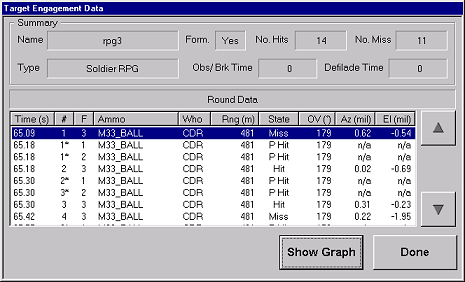 Target Engagement Data
Summary
Name rpg3 Form. Yes No. Hits 14 No. Miss 11
Type Soldier RPG Obs/ Brk Time 0 Defilade Time 0
Round Data
Time (s) # F Ammo Who Rng (m) State OV (°) Az (mil) El (mil)
65.09 1 3 M33_BALL CDR 481 Miss 179 0.62 -0.54
65.18 1* 1 M33_BALL CDR 481 P Hit 179 n/a n/a
65.18 1* 2 M33_BALL CDR 481 P Hit 179 n/a n/a
65.18 2 3 M33_BALL CDR 481 Hit 179 0.02 -0.69
65.30 2* 1 M33_BALL CDR 481 P Hit 179 n/a n/a
65.30 3* 2 M33_BALL CDR 481 P Hit 179 n/a n/a
65.30 3 3 M33_BALL CDR 481 Hit 179 0.31 -0.23
65.42 4 3 M33_BALL CDR 481 Miss 179 0.22 -1.95
Show Graph Done